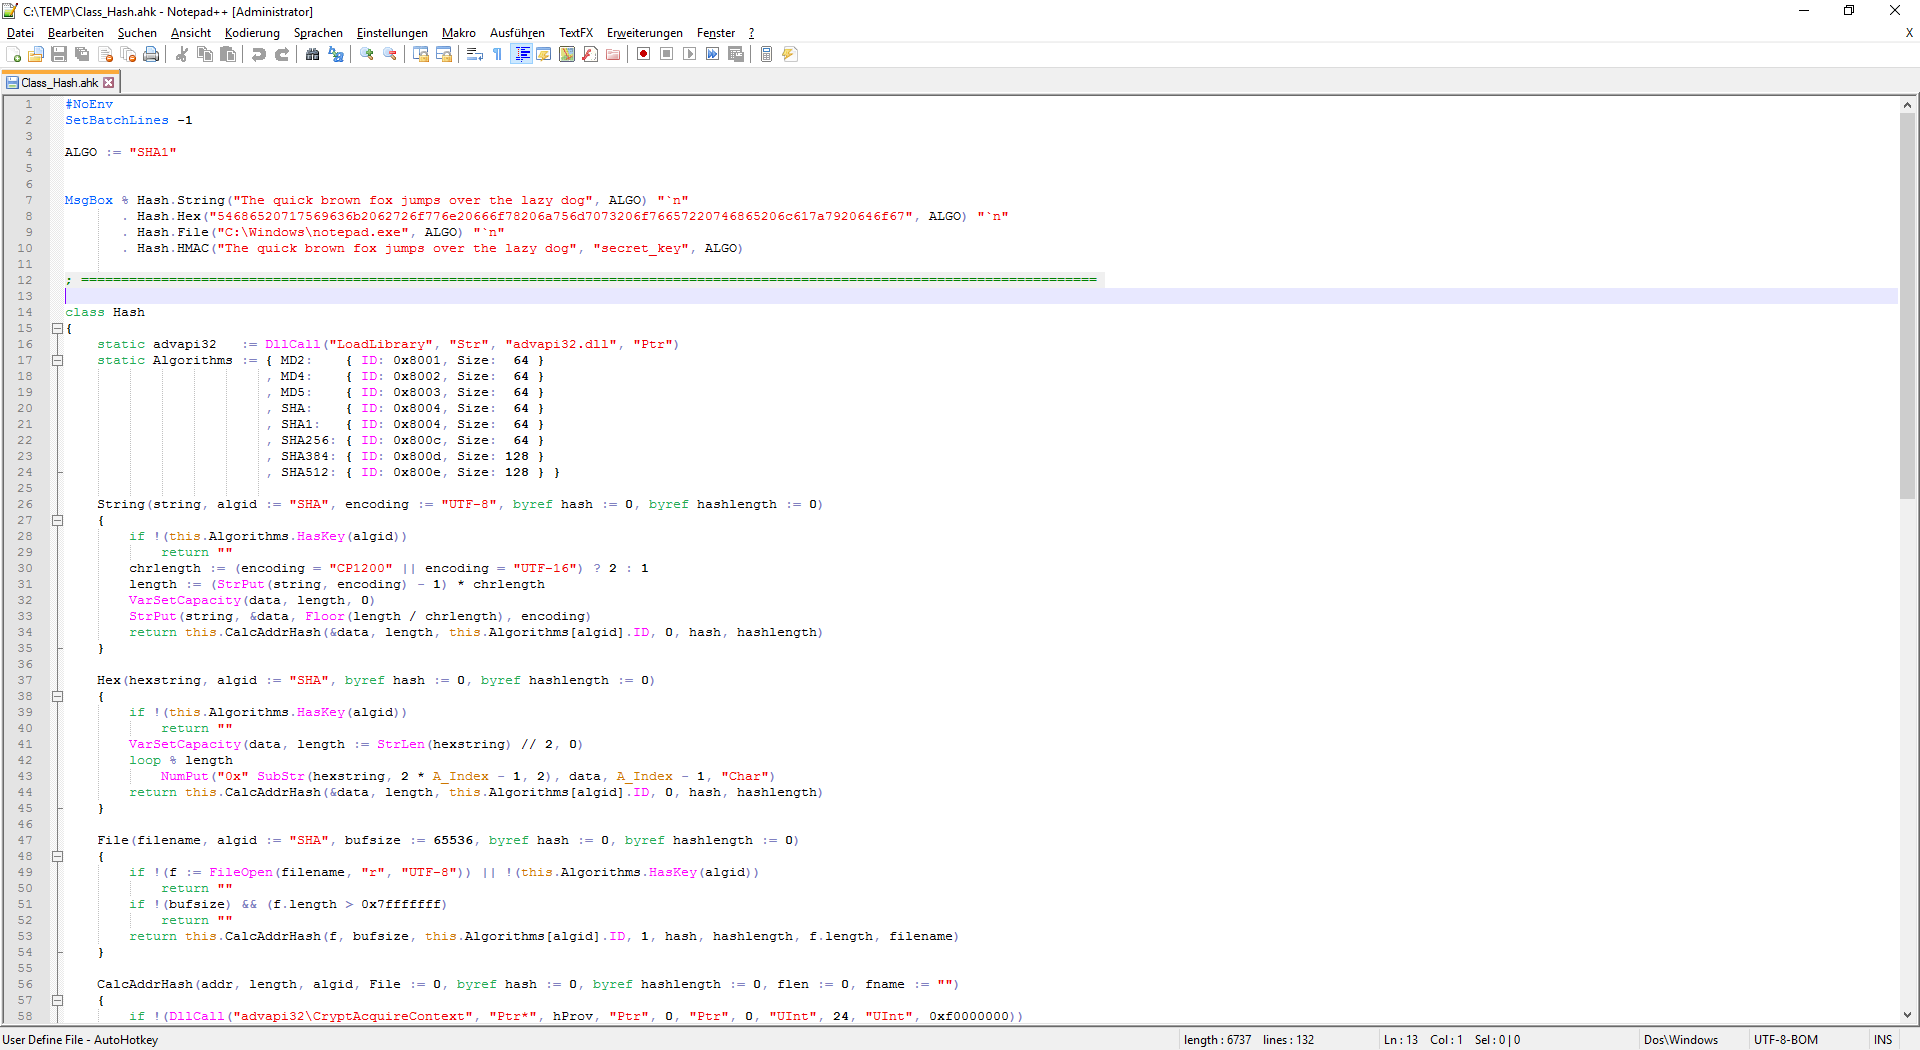 C:\TEMP\Class_Hash.ahk - Notepad++ [Administrator]
Datei Bearbeiten Suchen Ansicht Kodierung Sprachen Einstellungen Makro Ausführen TextFX Erweiterungen Fenster ? X
Class_Hash.ahk
1 #NoEnv
2 SetBatchLines -1
3
4 ALGO := "SHA1"
5
6
7 MsgBox % Hash.String("The quick brown fox jumps over the lazy dog", ALGO) "`n"
8 . Hash.Hex("54686520717569636b2062726f776e20666f78206a756d7073206f76657220746865206c617a7920646f67", ALGO) "`n"
9 . Hash.File("C:\Windows\notepad.exe", ALGO) "`n"
10 . Hash.HMAC("The quick brown fox jumps over the lazy dog", "secret_key", ALGO)
11
12 ; ===============================================================================================================================
13
14 class Hash
15 {
16 static advapi32 := DllCall("LoadLibrary", "Str", "advapi32.dll", "Ptr")
17 static Algorithms := { MD2: { ID: 0x8001, Size: 64 }
18 , MD4: { ID: 0x8002, Size: 64 }
19 , MD5: { ID: 0x8003, Size: 64 }
20 , SHA: { ID: 0x8004, Size: 64 }
21 , SHA1: { ID: 0x8004, Size: 64 }
22 , SHA256: { ID: 0x800c, Size: 64 }
23 , SHA384: { ID: 0x800d, Size: 128 }
24 , SHA512: { ID: 0x800e, Size: 128 } }
25
26 String(string, algid := "SHA", encoding := "UTF-8", byref hash := 0, byref hashlength := 0)
27 {
28 if !(this.Algorithms.HasKey(algid))
29 return ""
30 chrlength := (encoding = "CP1200" || encoding = "UTF-16") ? 2 : 1
31 length := (StrPut(string, encoding) - 1) * chrlength
32 VarSetCapacity(data, length, 0)
33 StrPut(string, &data, Floor(length / chrlength), encoding)
34 return this.CalcAddrHash(&data, length, this.Algorithms[algid].ID, 0, hash, hashlength)
35 }
36
37 Hex(hexstring, algid := "SHA", byref hash := 0, byref hashlength := 0)
38 {
39 if !(this.Algorithms.HasKey(algid))
40 return ""
41 VarSetCapacity(data, length := StrLen(hexstring) // 2, 0)
42 loop % length
43 NumPut("0x" SubStr(hexstring, 2 * A_Index - 1, 2), data, A_Index - 1, "Char")
44 return this.CalcAddrHash(&data, length, this.Algorithms[algid].ID, 0, hash, hashlength)
45 }
46
47 File(filename, algid := "SHA", bufsize := 65536, byref hash := 0, byref hashlength := 0)
48 {
49 if !(f := FileOpen(filename, "r", "UTF-8")) || !(this.Algorithms.HasKey(algid))
50 return ""
51 if !(bufsize) && (f.length > 0x7fffffff)
52 return ""
53 return this.CalcAddrHash(f, bufsize, this.Algorithms[algid].ID, 1, hash, hashlength, f.length, filename)
54 }
55
56 CalcAddrHash(addr, length, algid, File := 0, byref hash := 0, byref hashlength := 0, flen := 0, fname := "")
57 {
58 if !(DllCall("advapi32\CryptAcquireContext", "Ptr*", hProv, "Ptr", 0, "Ptr", 0, "UInt", 24, "UInt", 0xf0000000))
User Define File - AutoHotkey length : 6737 lines : 132 Ln : 13 Col : 1 Sel : 0 | 0 Dos\Windows UTF-8-BOM INS